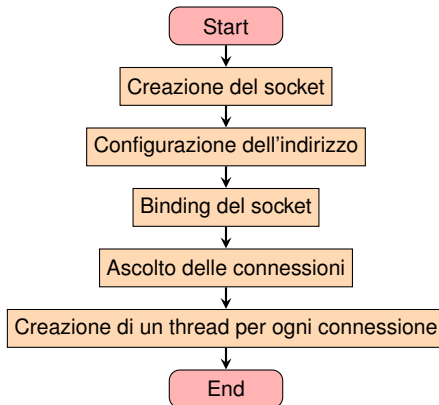 Start
Creazione del socket
Configurazione dell'indirizzo
Binding del socket
Ascolto delle connessioni
Creazione di un thread per ogni connessione
End